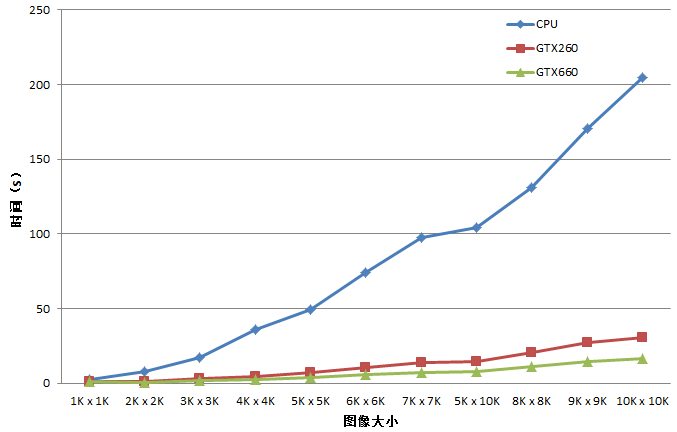 250
200
150
100
50
0
时间（s）
CPU
GTX260
GTX660
1K x 1K
2K x 2K
3K x 3K
4K x 4K
5K x 5K
6K x 6K
7K x 7K
5K x 10K
8K x 8K
9K x 9K
10K x 10K
图像大小